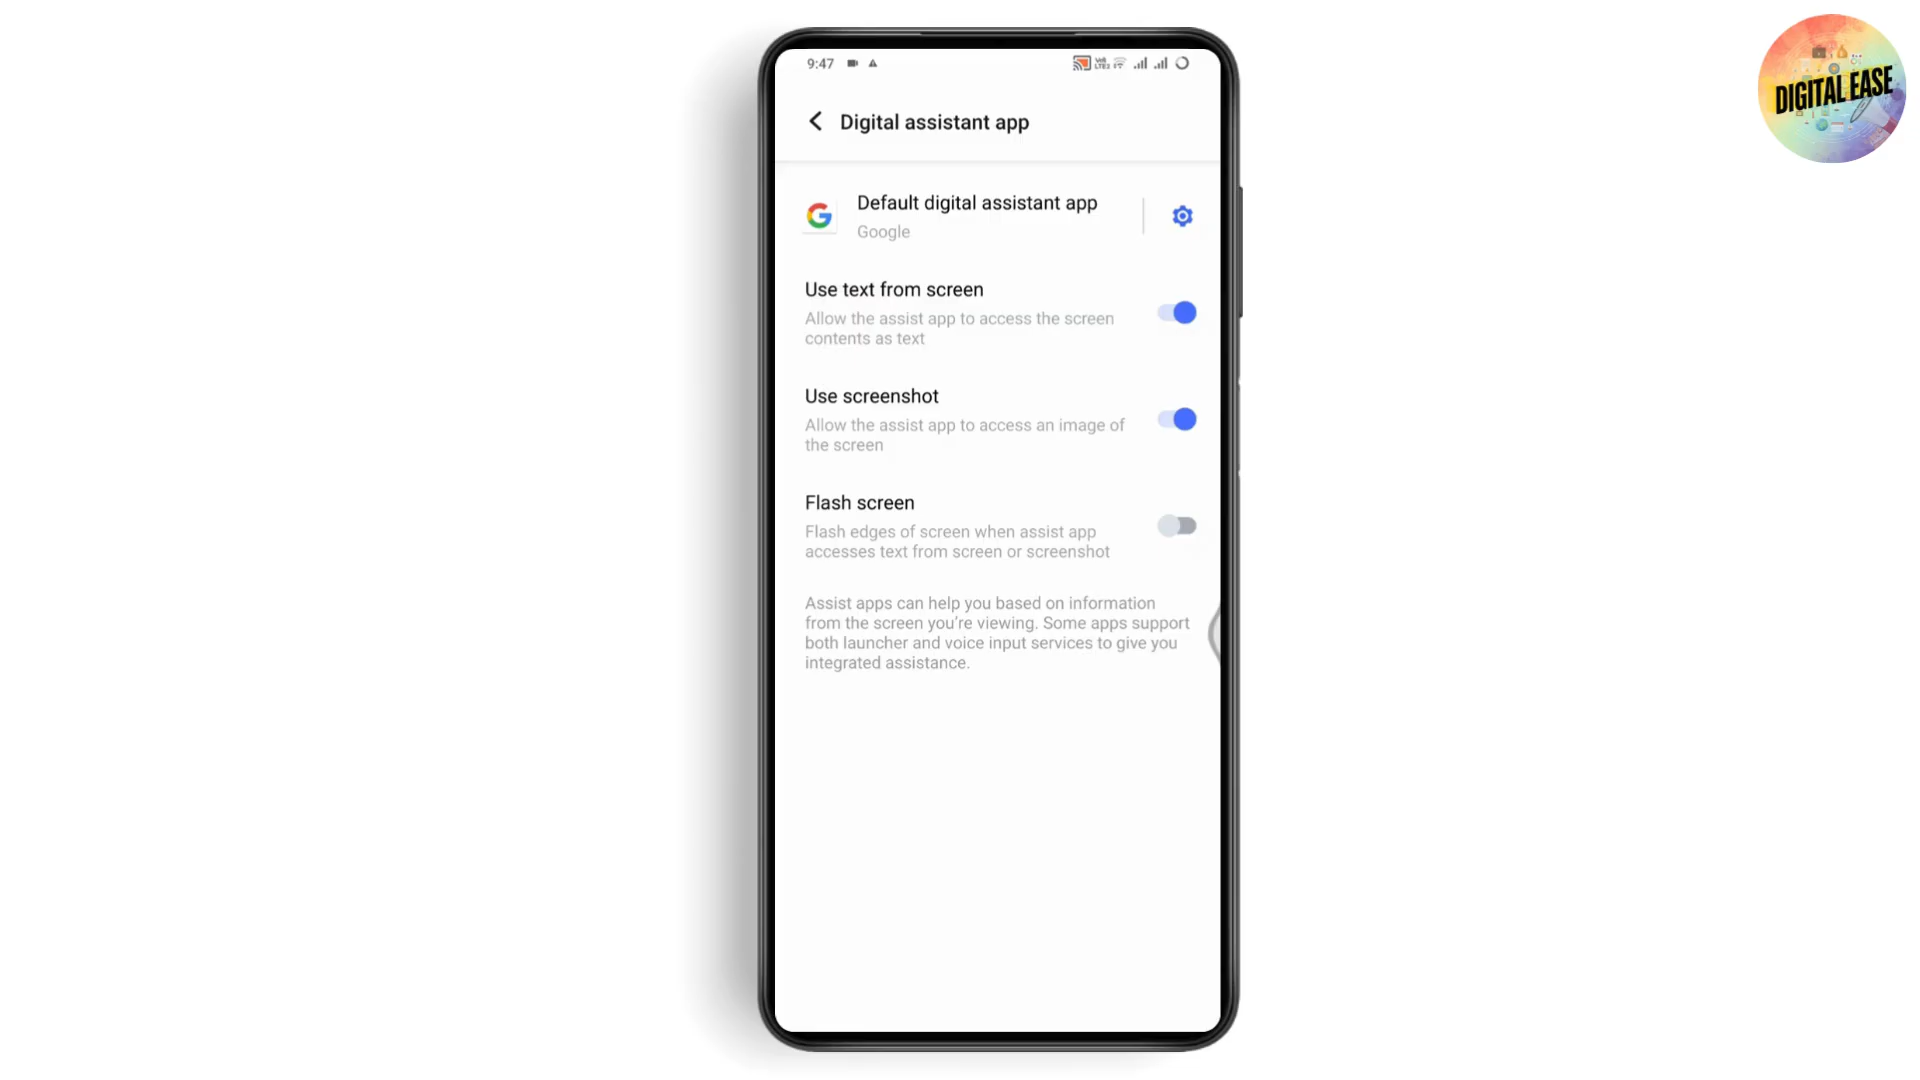 9:47
Vo5
LTE2
DIGITAL EASE
Digital assistant app
Default digital assistant app
Google
Use text from screen
Allow the assist app to access the screen
contents as text
Use screenshot
Allow the assist app to access an image of
the screen
Flash screen
Flash edges of screen when assist app
accesses text from screen or screenshot
Assist apps can help you based on information
from the screen you’re viewing. Some apps support
both launcher and voice input services to give you
integrated assistance.